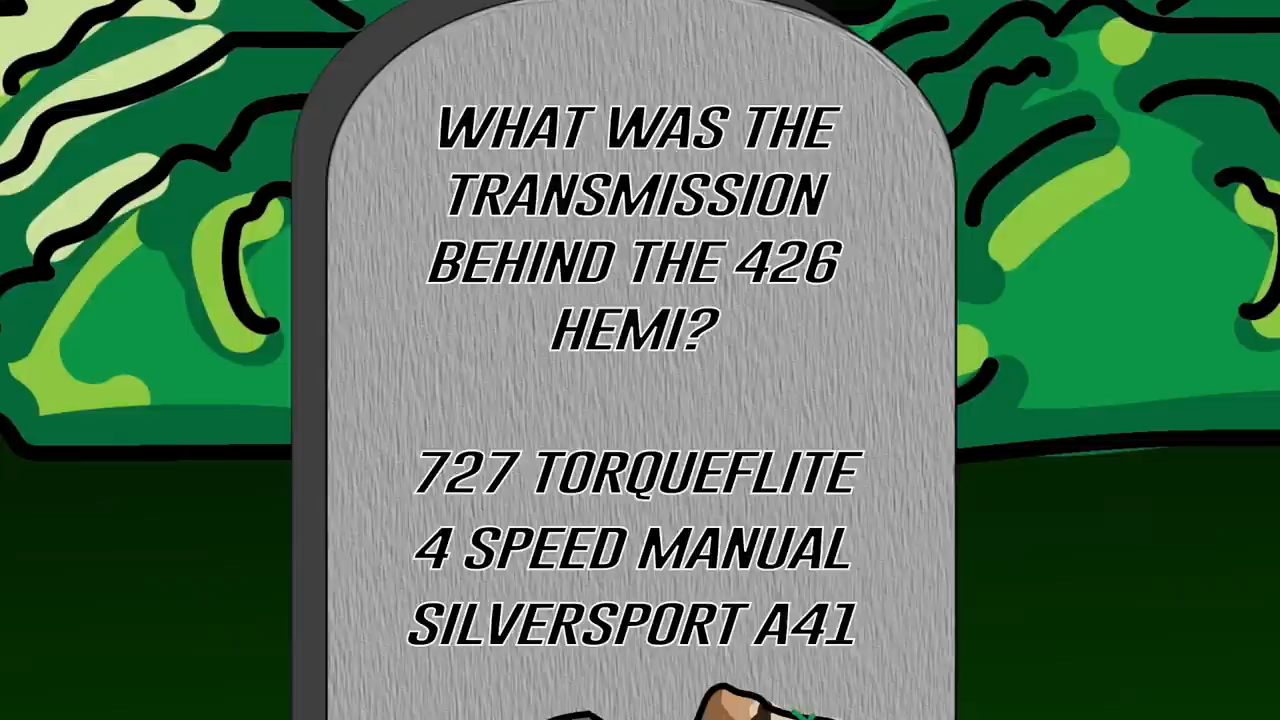 WHAT WAS THE
TRANSMISSION
BEHIND THE 426
HEMI?
727 TORQUEFLITE
4 SPEED MANUAL
SILVERSPORT A41